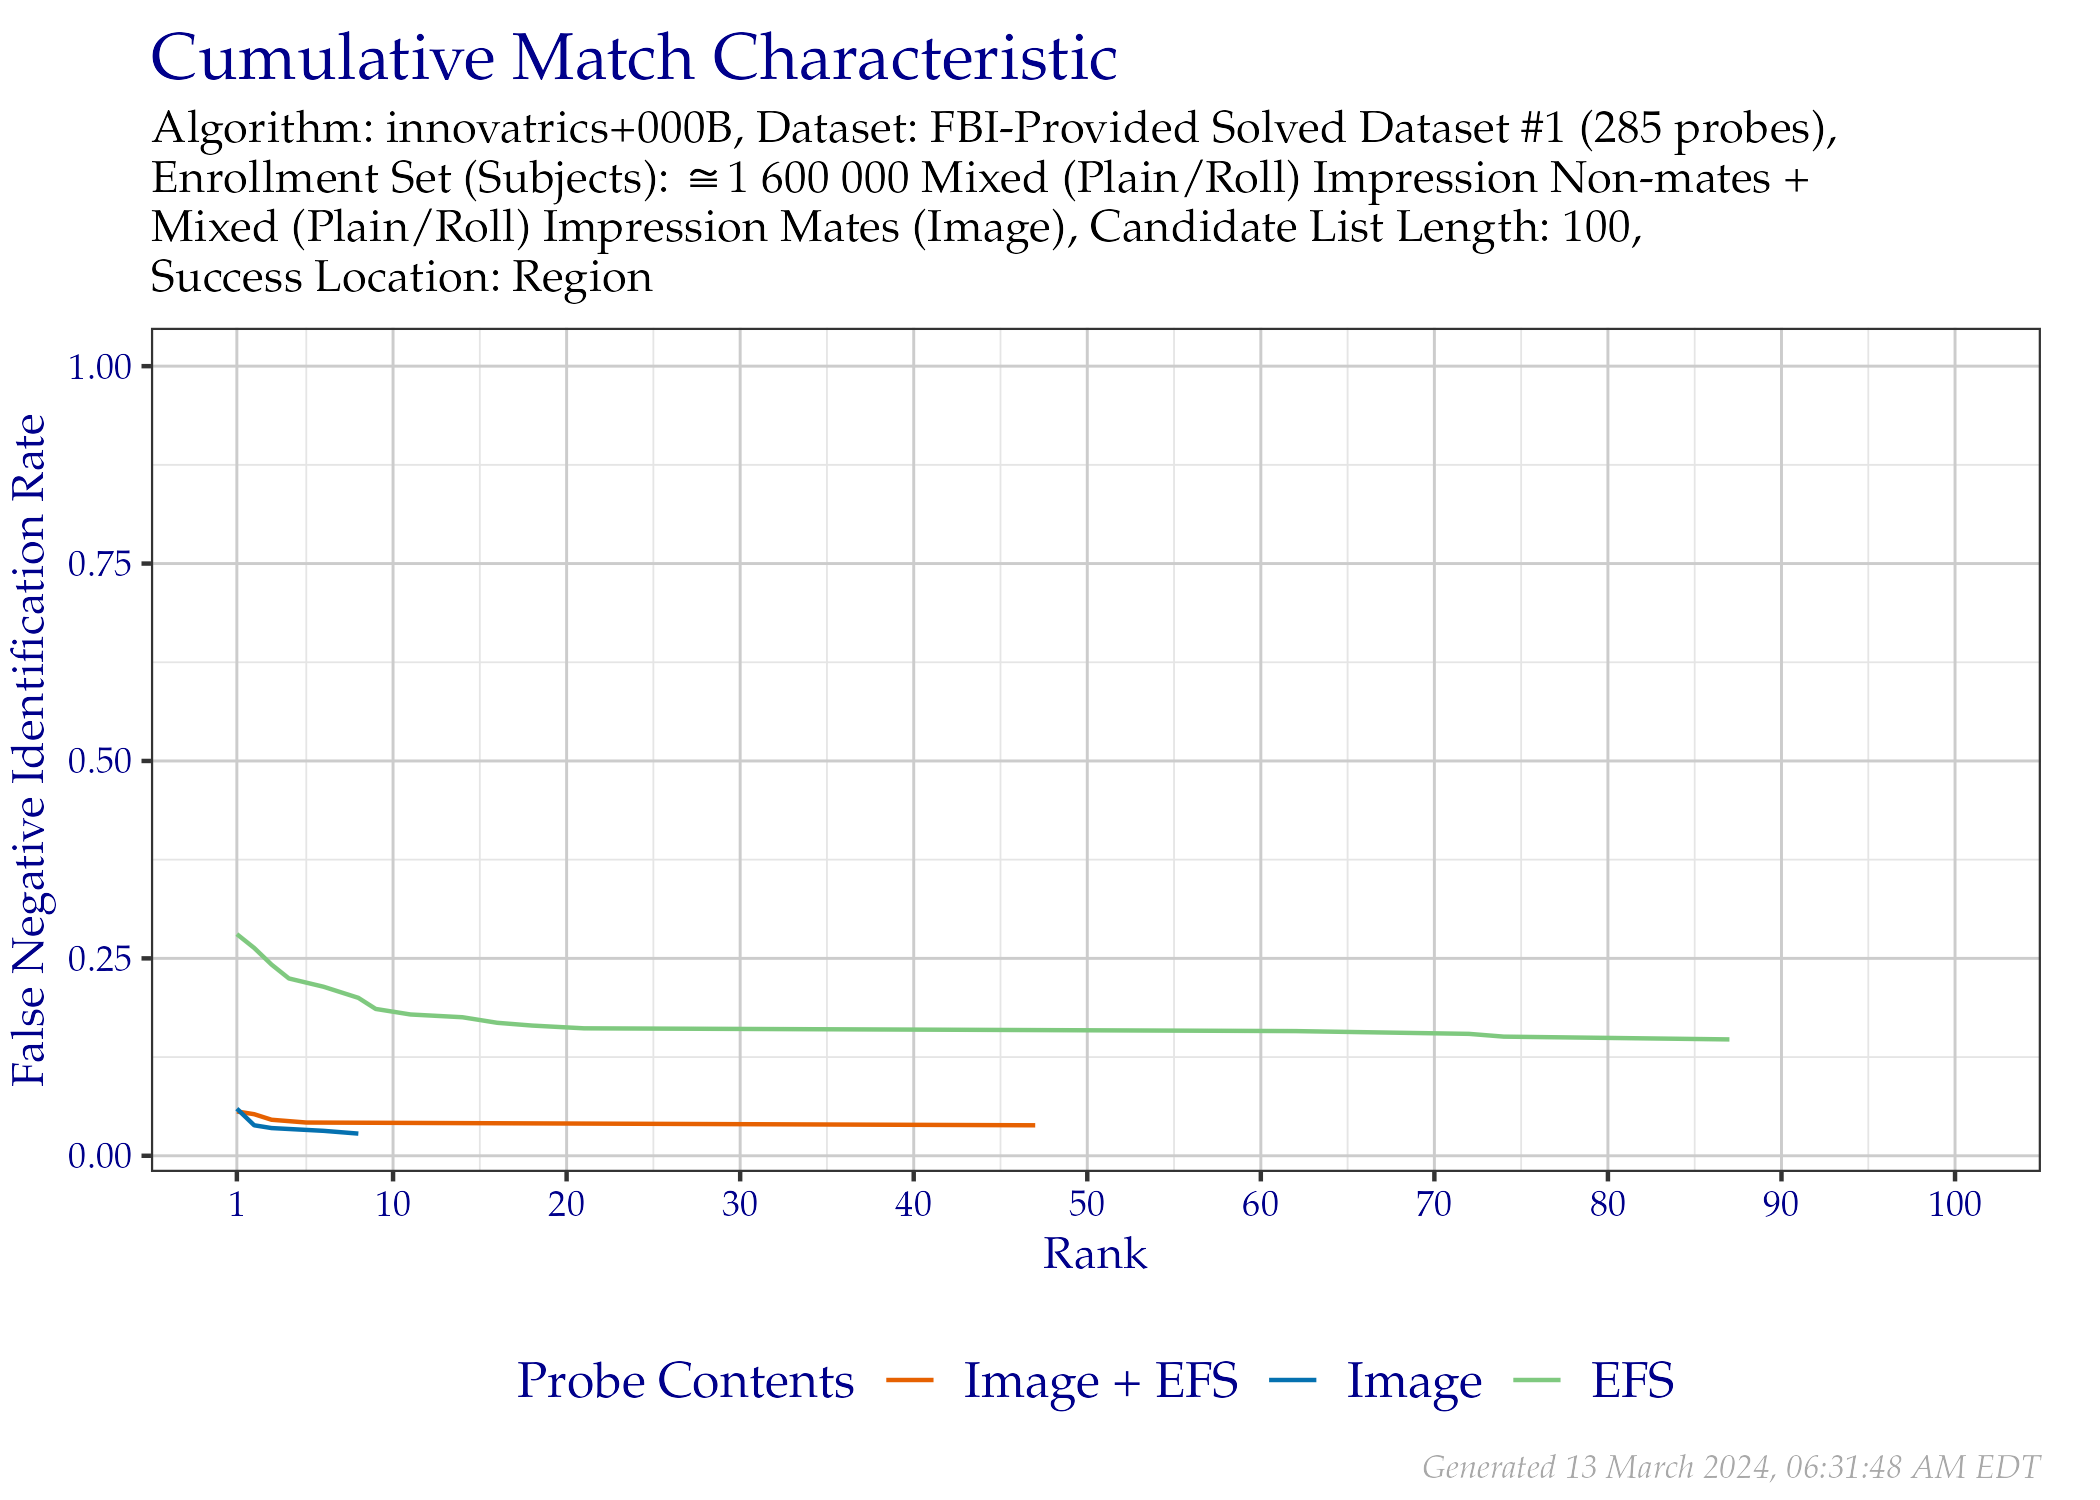 Cumulative Match Characteristic
Algorithm: innovatrics+000B, Dataset: FBI-Provided Solved Dataset #1 (285 probes),
Enrollment Set (Subjects): ≅1 600 000 Mixed (Plain/Roll) Impression Non-mates +
Mixed (Plain/Roll) Impression Mates (Image), Candidate List Length: 100,
Success Location: Region
False Negative Identification Rate
1.00
0.75
0.50
0.25
0.00
1 10 20 30 40 50 60 70 80 90 100
Rank
Probe Contents Image + EFS Image EFS
Generated 13 March 2024, 06:31:48 AM EDT